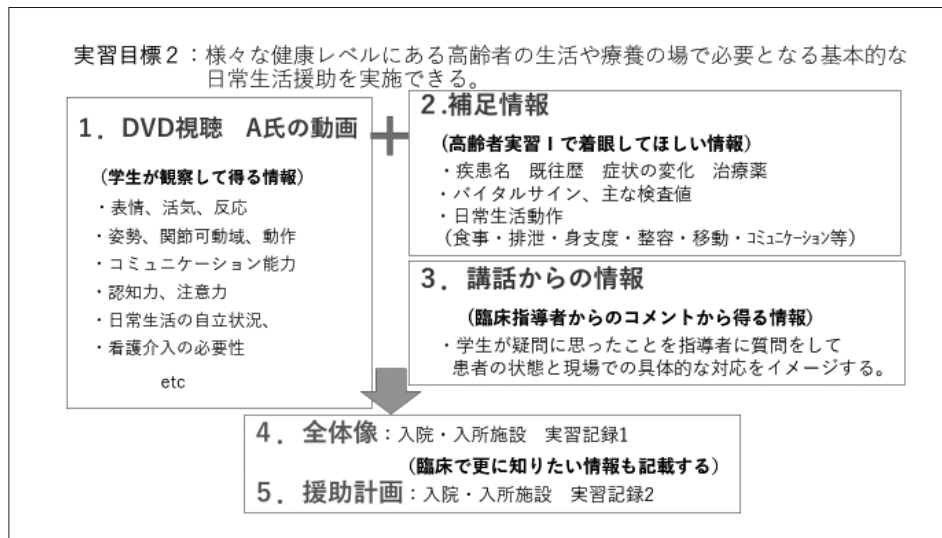 実習目標2：様々な健康レベルにある高齢者の生活や療養の場で必要となる基本的な
日常生活援助を実施できる。
1．DVD視聴　A氏の動画
(学生が観察して得る情報)
・表情、活気、反応
・姿勢、関節可動域、動作
・コミュニケーション能力
・認知力、注意力
・日常生活の自立状況、
・看護介入の必要性
etc
＋
2.補足情報
(高齢者実習Ⅰで着眼してほしい情報)
・疾患名　既往歴　症状の変化　治療薬
・バイタルサイン、主な検査値
・日常生活動作
(食事・排泄・身支度・整容・移動・ｺﾐｭﾆｹｰｼｮﾝ等)
3．講話からの情報
(臨床指導者からのコメントから得る情報)
・学生が疑問に思ったことを指導者に質問をして
患者の状態と現場での具体的な対応をイメージする。
4．全体像：入院・入所施設　実習記録1
(臨床で更に知りたい情報も記載する)
5．援助計画：入院・入所施設　実習記録2